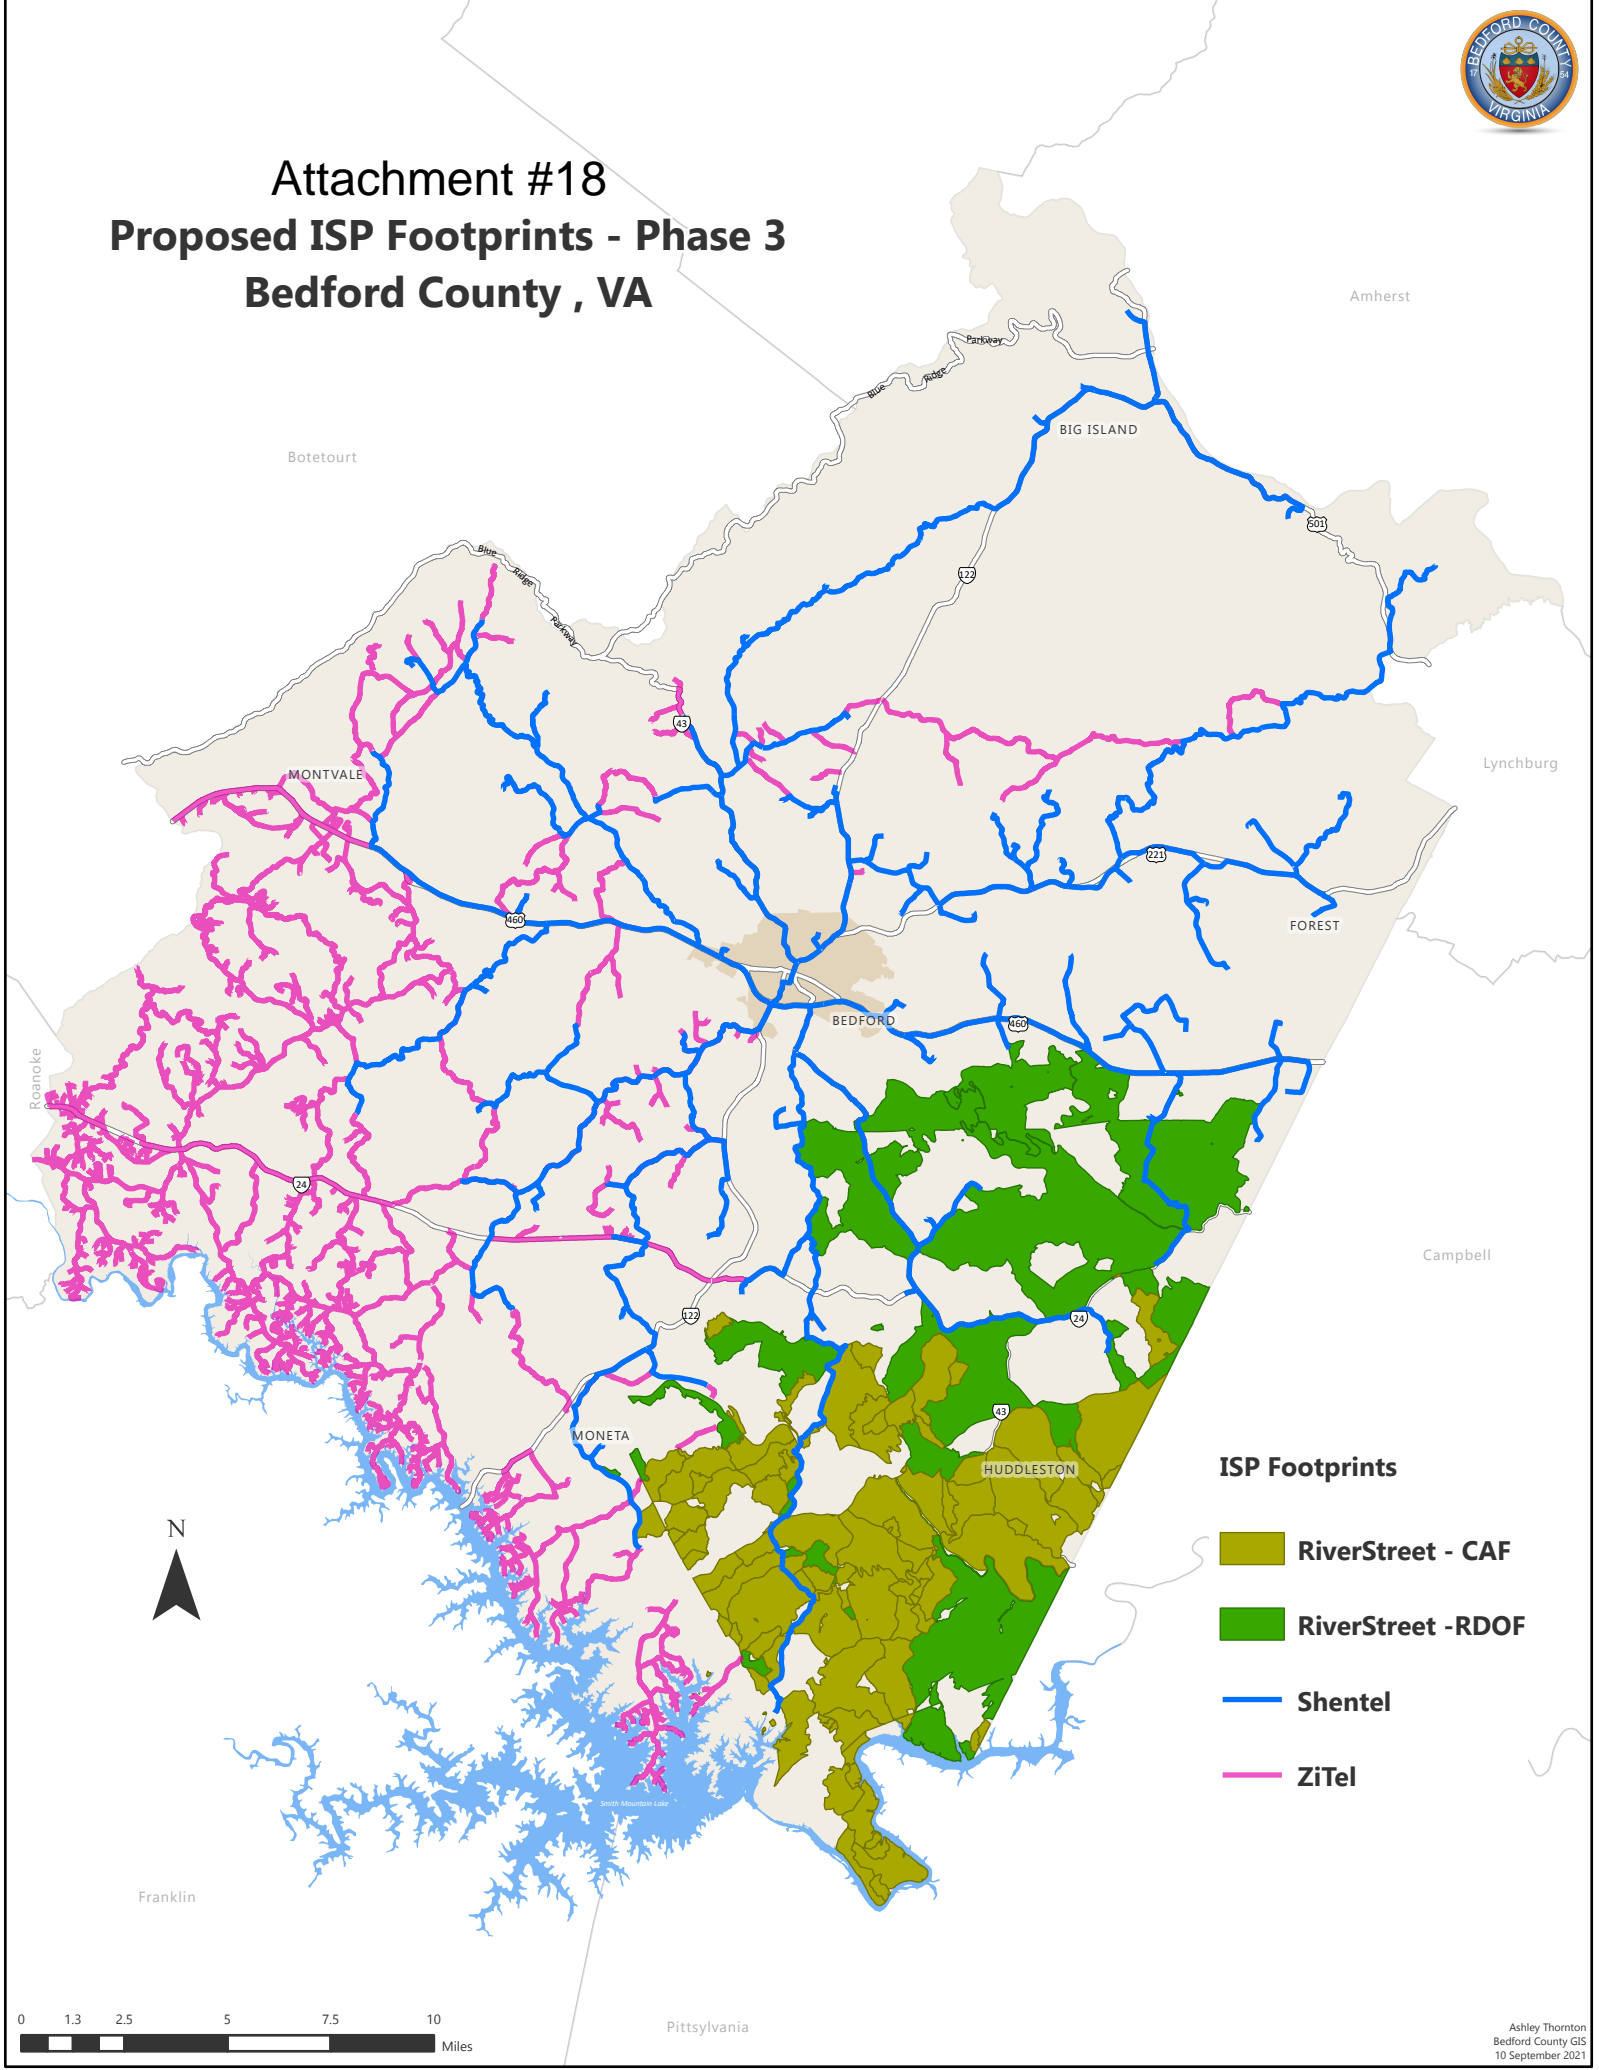 BEDFORD COUNTY
17 54
VIRGINIA
Attachment #18
Proposed ISP Footprints - Phase 3
Bedford County , VA
Amherst
Parkway
Ridge
Blue
BIG ISLAND
Botetourt
501
Blue
Ridge
122
Parkway
43
MONTVALE
Lynchburg
221
460
FOREST
BEDFORD
460
Roanoke
24
Campbell
122
24
43
MONETA
HUDDLESTON
ISP Footprints
N
RiverStreet - CAF
RiverStreet -RDOF
Shentel
ZiTel
Smith Mountain Lake
Franklin
0 1.3 2.5 5 7.5 10
Miles
Pittsylvania
Ashley Thornton
Bedford County GIS
10 September 2021